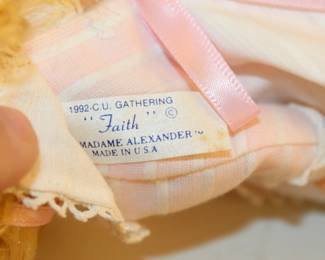 1992-C.U. GATHERING
"Faith" ©
MADAME ALEXANDER™
MADE IN U.S.A